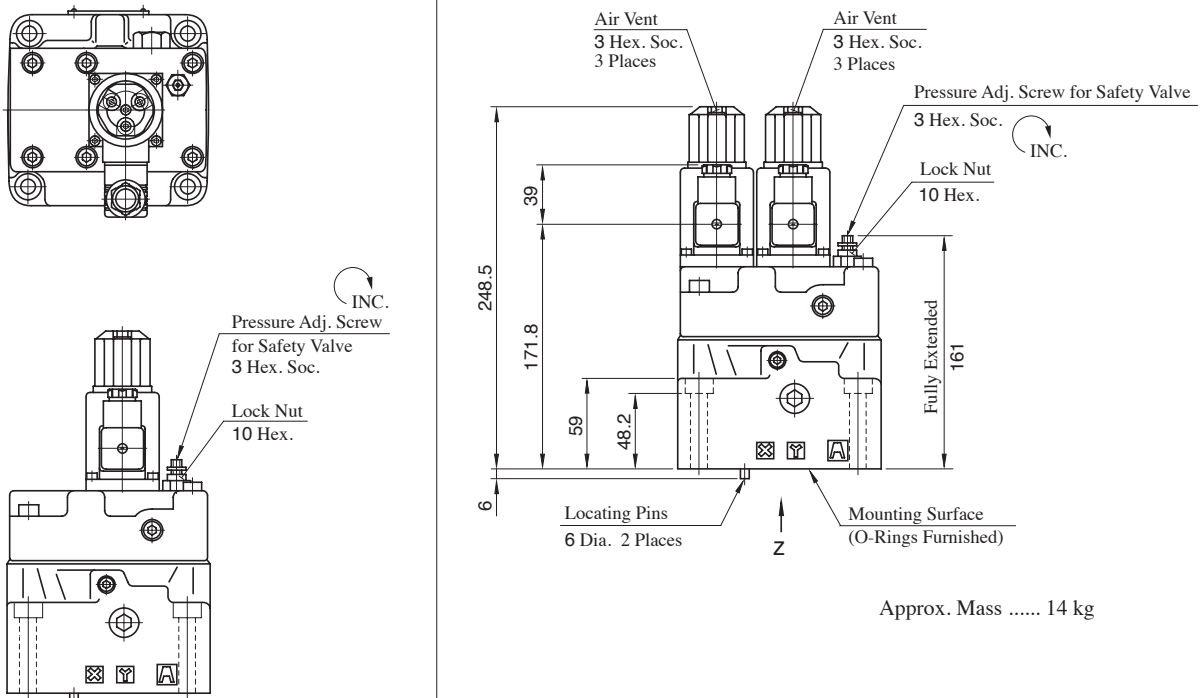 INC.
Pressure Adj. Screw
for Safety Valve
3 Hex. Soc.
Lock Nut
10 Hex.
X Y A
Air Vent
3 Hex. Soc.
3 Places
Air Vent
3 Hex. Soc.
3 Places
Pressure Adj. Screw for Safety Valve
3 Hex. Soc.
INC.
Lock Nut
10 Hex.
39
248.5
171.8
59
48.2
6
Fully Extended
161
X Y A
Locating Pins
6 Dia. 2 Places
Z
Mounting Surface
(O-Rings Furnished)
Approx. Mass ...... 14 kg